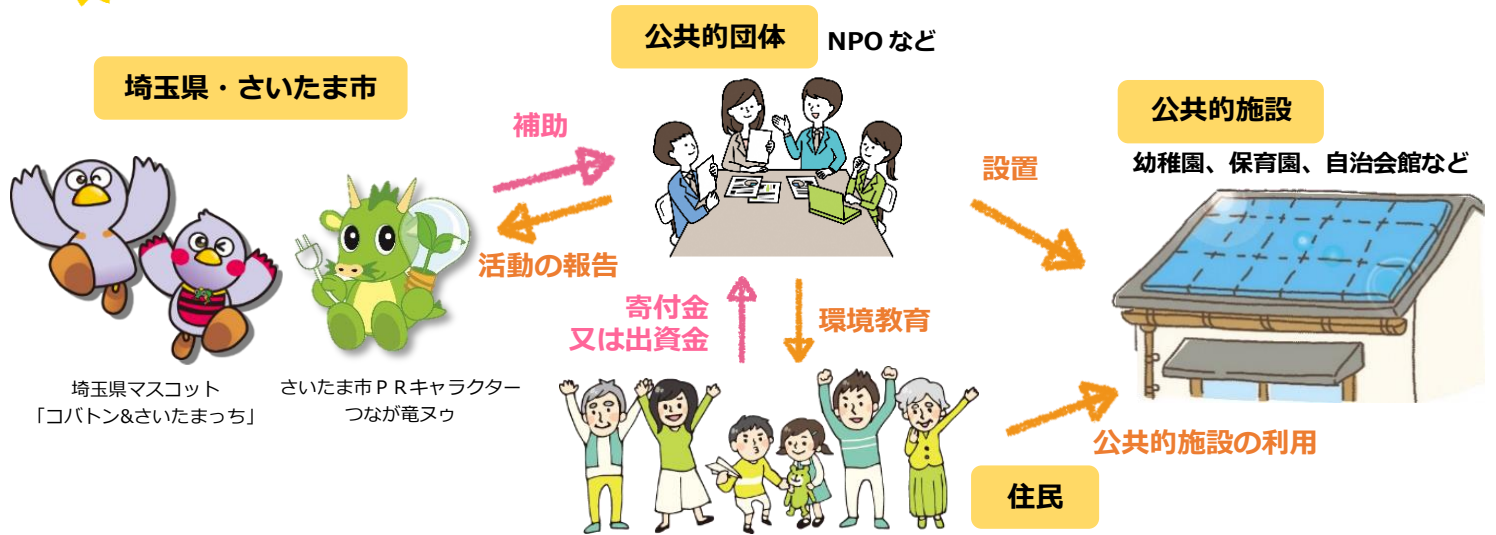 公共的団体 NPO など
埼玉県・さいたま市
公共的施設
幼稚園、保育園、自治会館など
補助
設置
活動の報告
寄付金
又は出資金
環境教育
埼玉県マスコット
「コバトン&さいたまっち」
さいたま市ＰＲキャラクター
つなが竜ヌゥ
公共的施設の利用
住民